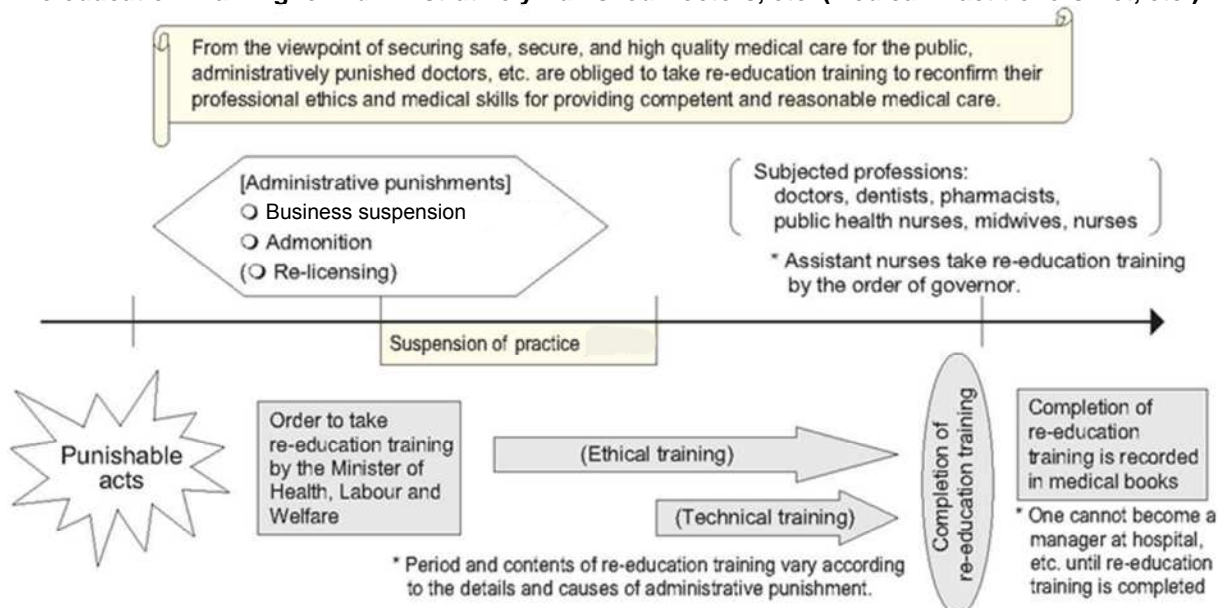 From the viewpoint of securing safe, secure, and high quality medical care for the public,
administratively punished doctors, etc. are obliged to take re-education training to reconfirm their
professional ethics and medical skills for providing competent and reasonable medical care.
[Administrative punishments]
❍ Business suspension
❍ Admonition
(❍ Re-licensing)
Subjected professions:
doctors, dentists, pharmacists,
public health nurses, midwives, nurses
* Assistant nurses take re-education training
by the order of governor.
Suspension of practice
Punishable
acts
Order to take
re-education training
by the Minister of
Health, Labour and
Welfare
(Ethical training)
(Technical training)
* Period and contents of re-education training vary according
to the details and causes of administrative punishment.
Completion of
re-education training
Completion of
re-education
training is recorded
in medical books
* One cannot become a
manager at hospital,
etc. until re-education
training is completed